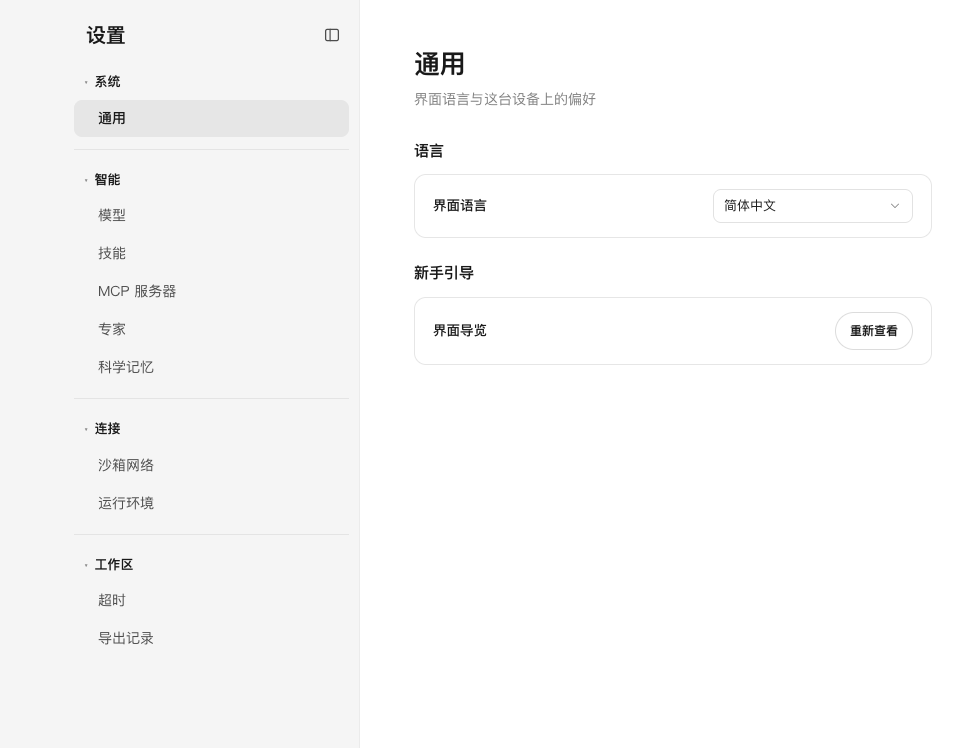 设置
系统
通用
智能
模型
技能
MCP 服务器
专家
科学记忆
连接
沙箱网络
运行环境
工作区
超时
导出记录
通用
界面语言与这台设备上的偏好
语言
界面语言
简体中文
新手引导
界面导览
重新查看